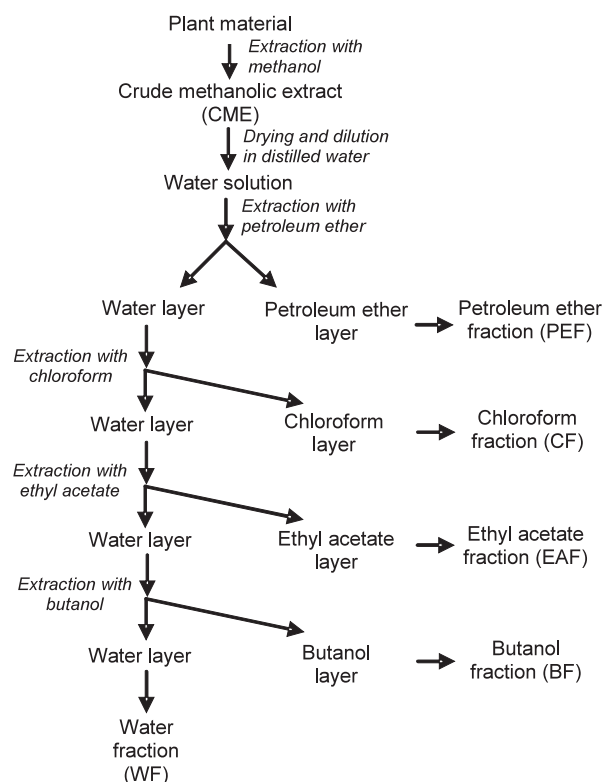 Plant material
Extraction with
methanol
Crude methanolic extract
(CME)
Drying and dilution
in distilled water
Water solution
Extraction with
petroleum ether
Water layer
Petroleum ether
layer
Petroleum ether
fraction (PEF)
Extraction with
chloroform
Water layer
Chloroform
layer
Chloroform
fraction (CF)
Extraction with
ethyl acetate
Water layer
Ethyl acetate
layer
Ethyl acetate
fraction (EAF)
Extraction with
butanol
Water layer
Butanol
layer
Butanol
fraction (BF)
Water
fraction
(WF)